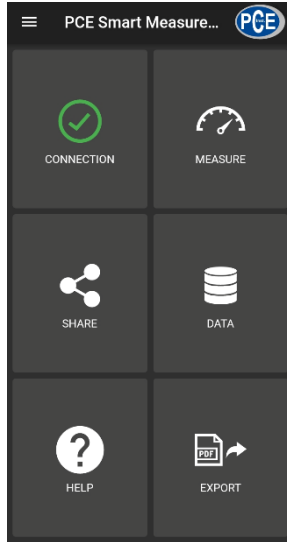 PCE Smart Measure... PCE
CONNECTION MEASURE
SHARE DATA
?
HELP
PDF
EXPORT